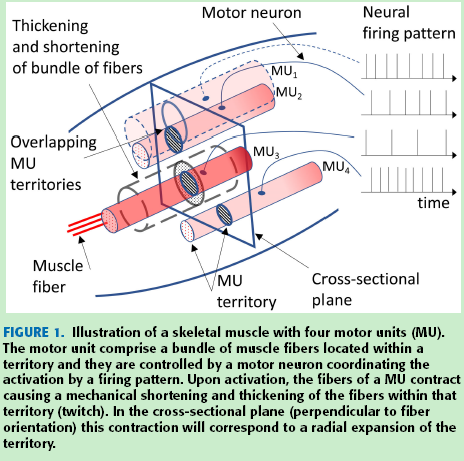 Thickening
and shortening
of bundle of fibers
Motor neuron
Neural
firing pattern
MU1
MU2
Overlapping
MU
territories
MU3
MU4
time
Muscle
fiber
MU
territory
Cross-sectional
plane
FIGURE 1. Illustration of a skeletal muscle with four motor units (MU).
The motor unit comprise a bundle of muscle fibers located within a
territory and they are controlled by a motor neuron coordinating the
activation by a firing pattern. Upon activation, the fibers of a MU contract
causing a mechanical shortening and thickening of the fibers within that
territory (twitch). In the cross-sectional plane (perpendicular to fiber
orientation) this contraction will correspond to a radial expansion of the
territory.